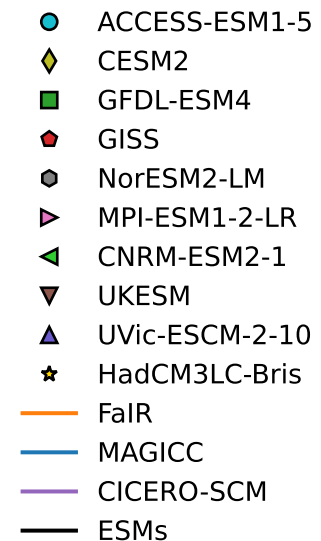 ACCESS-ESM1-5
CESM2
GFDL-ESM4
GISS
NorESM2-LM
MPI-ESM1-2-LR
CNRM-ESM2-1
UKESM
UVic-ESCM-2-10
HadCM3LC-Bris
FaIR
MAGICC
CICERO-SCM
ESMs